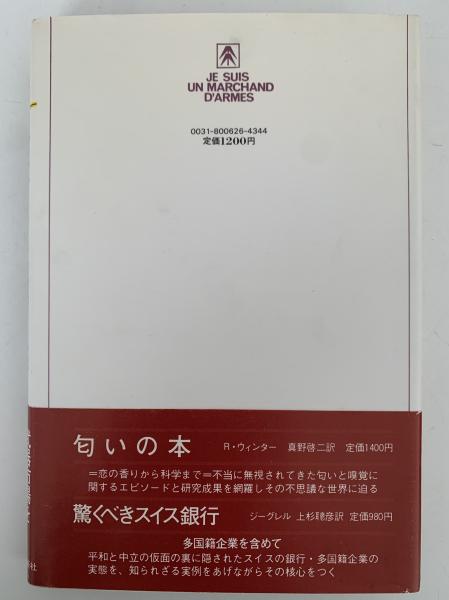 JE SUIS
UN MARCHAND
D'ARMES
0031-800626-4344
定価1200円
匂いの本 R・ウィンター 真野啓二訳 定価1400円
=恋の香りから科学まで=不当に無視されてきた匂いと嗅覚に
関するエピソードと研究成果を網羅しその不思議な世界に迫る
驚くべきスイス銀行 ジーグレル 上杉聰彦訳 定価980円
多国籍企業を含めて
平和と中立の仮面の裏に隠されたスイスの銀行・多国籍企業の
実態を、知られざる実例をあげながらその核心をつく
社